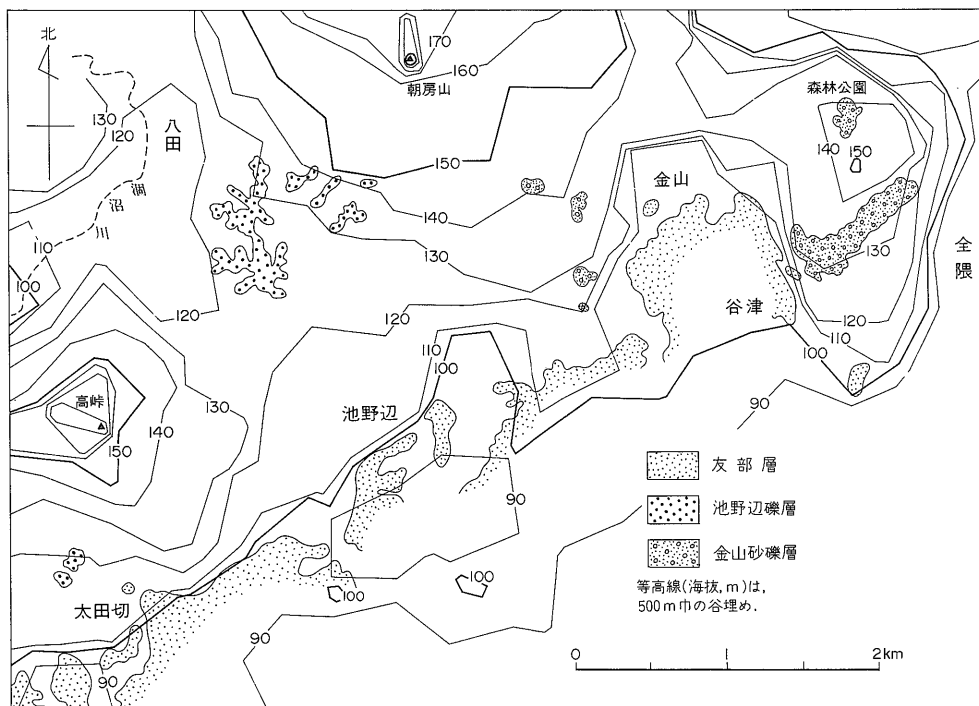 北
170
朝房山
160
森林公園
130
120
八田
140
150
150
涸沼川
金山
140
130
130
全隈
110
100
谷津
120
120
120
110
110
100
100
90
高峠
130
池野辺
140
150
友部層
90
池野辺礫層
100
金山砂礫層
100
等高線(海抜,m)は,
500m巾の谷埋め.
太田切
90
90
0 1 2km